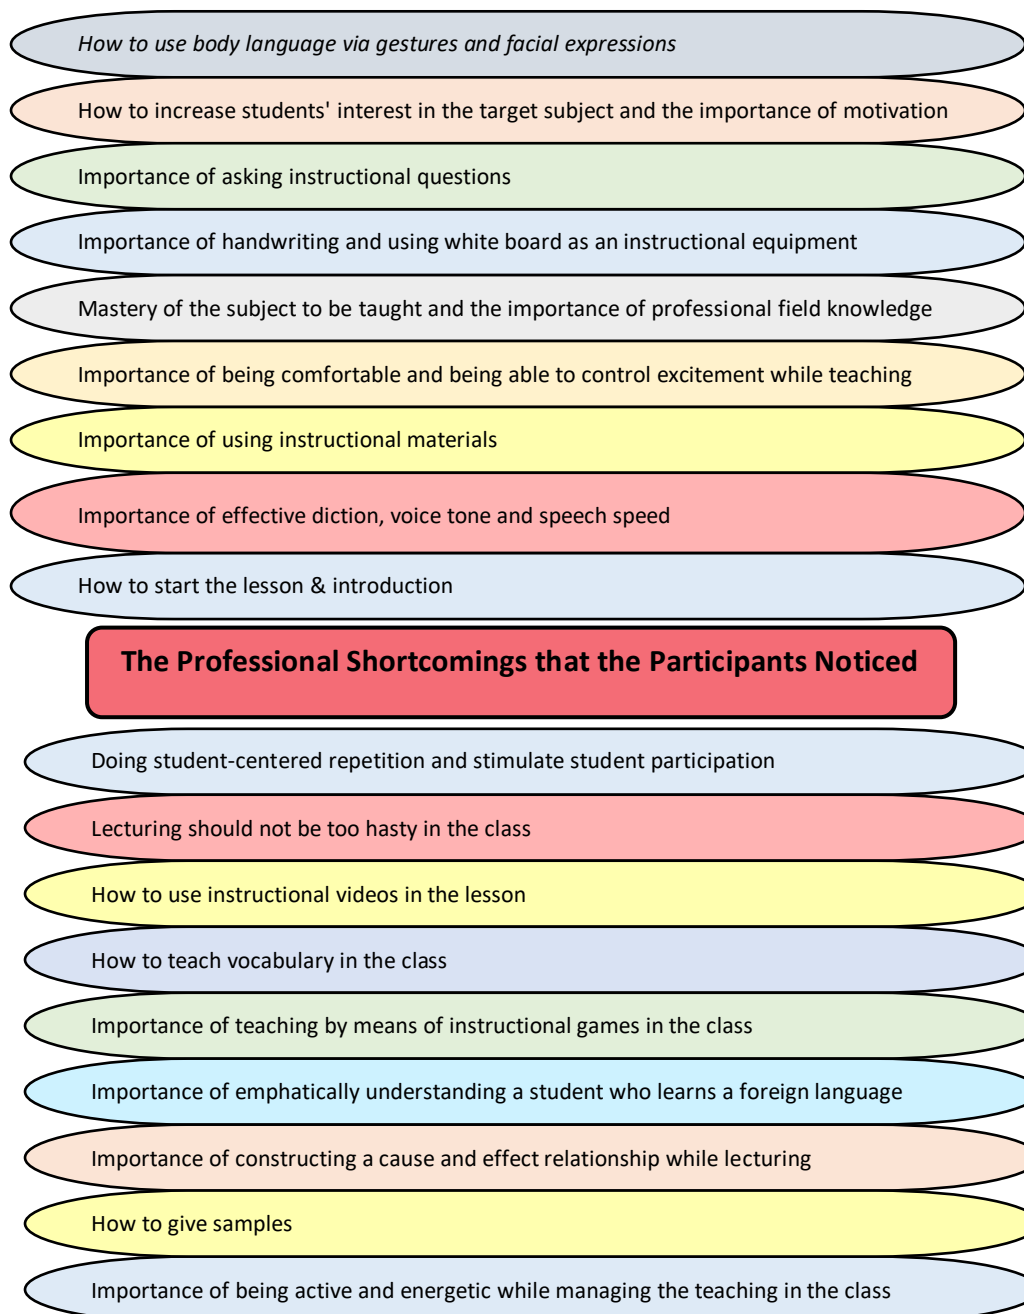 How to use body language via gestures and facial expressions
How to increase students' interest in the target subject and the importance of motivation
Importance of asking instructional questions
Importance of handwriting and using white board as an instructional equipment
Mastery of the subject to be taught and the importance of professional field knowledge
Importance of being comfortable and being able to control excitement while teaching
Importance of using instructional materials
Importance of effective diction, voice tone and speech speed
How to start the lesson & introduction
The Professional Shortcomings that the Participants Noticed
Doing student-centered repetition and stimulate student participation
Lecturing should not be too hasty in the class
How to use instructional videos in the lesson
How to teach vocabulary in the class
Importance of teaching by means of instructional games in the class
Importance of emphatically understanding a student who learns a foreign language
Importance of constructing a cause and effect relationship while lecturing
How to give samples
Importance of being active and energetic while managing the teaching in the class